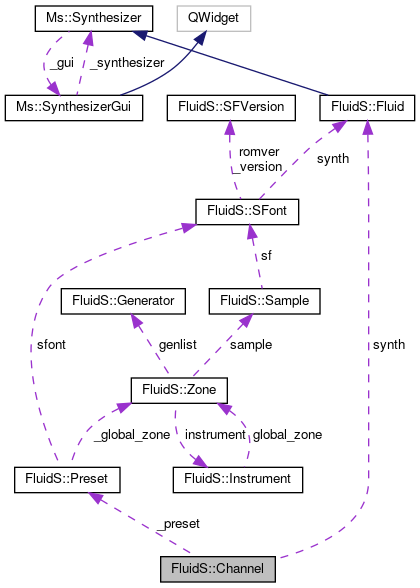 Ms::Synthesizer
QWidget
_gui
_synthesizer
Ms::SynthesizerGui
FluidS::SFVersion
FluidS::Fluid
romver
_version
synth
FluidS::SFont
sf
FluidS::Generator
FluidS::Sample
sfont
genlist
sample
synth
FluidS::Zone
_global_zone
instrument
global_zone
FluidS::Preset
FluidS::Instrument
_preset
FluidS::Channel